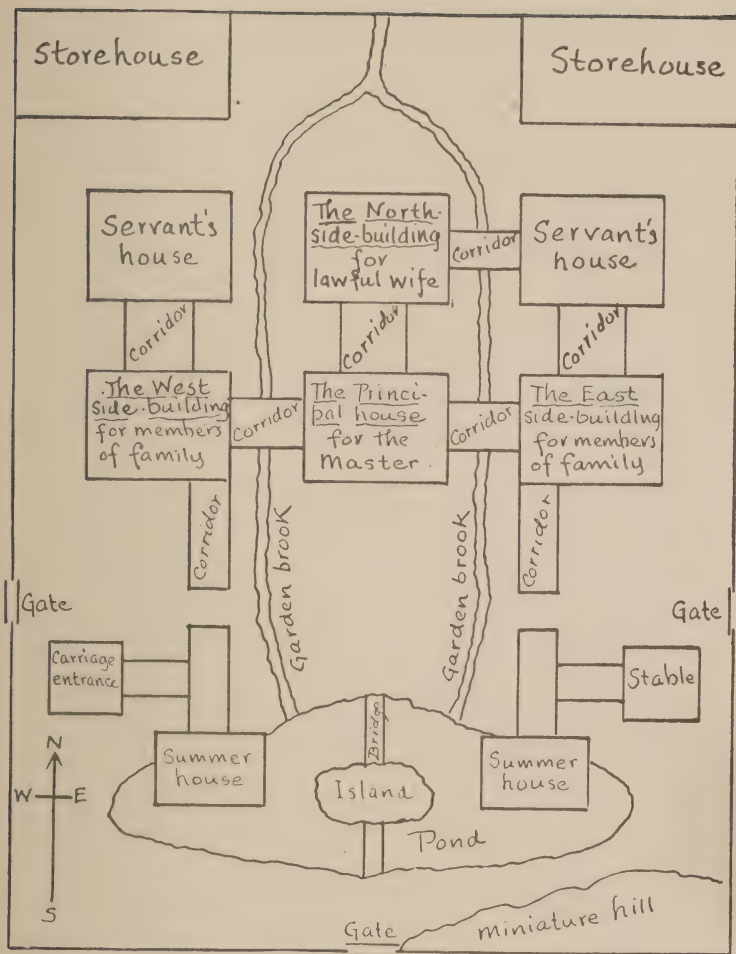 Storehouse
Storehouse
Servant's
house
The North-
side-building
for
lawful wife
Corridor
Servant's
house
Corridor
Corridor
Corridor
The West
side-building
for members
of family
Corridor
The Princi-
pal house
for the
Master.
Corridor
The East
side-building
for members
of family
Corridor
Corridor
Garden brook
Garden brook
Gate
Gate
Carriage
entrance
Stable
Bridge
Summer
house
Summer
house
Island
N
W
E
S
Pond
Gate
miniature hill